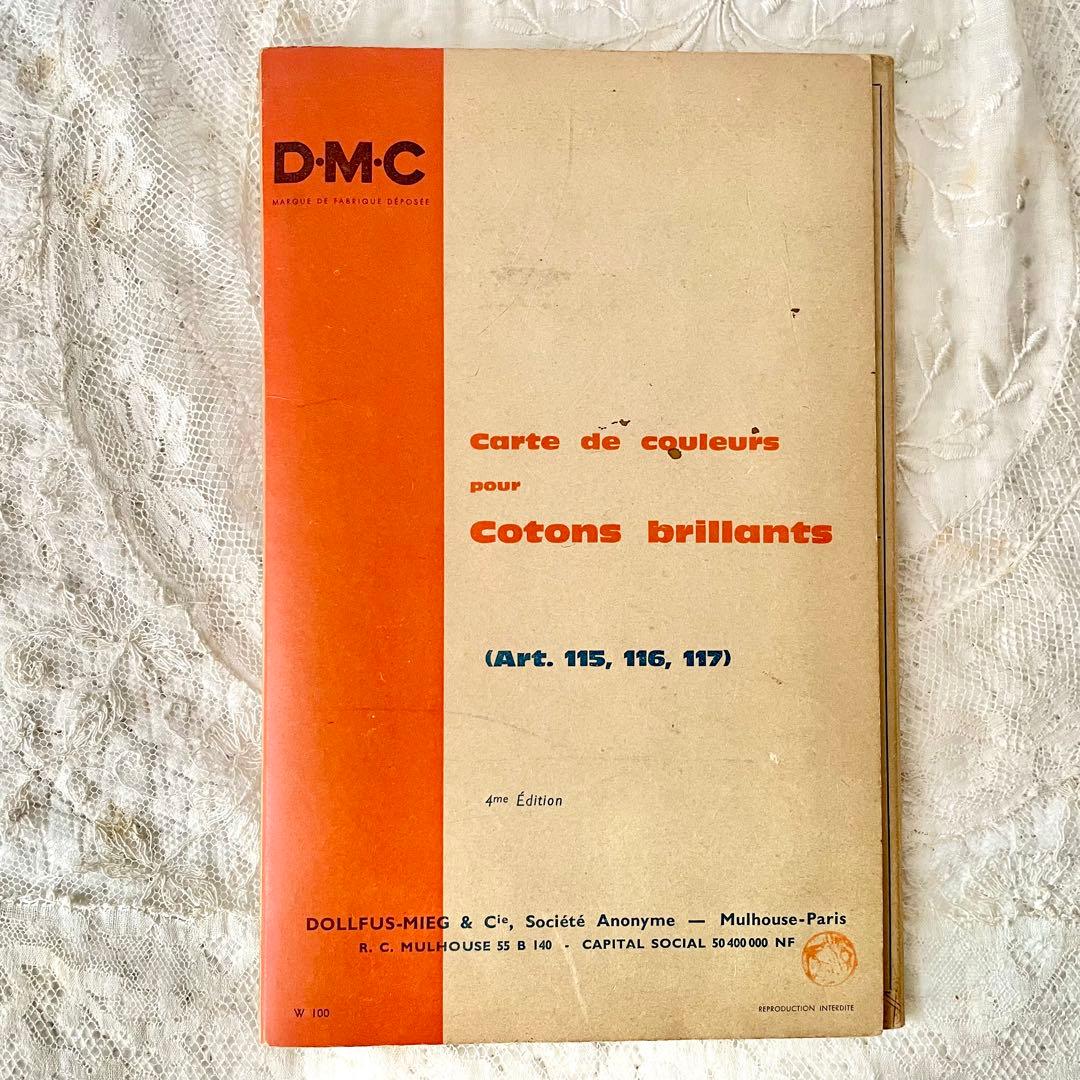 D·M·C
MARQUE DE FABRIQUE DÉPOSÉE
Carte de couleurs
pour
Cotons brillants
(Art. 115, 116, 117)
4me Édition
DOLLFUS-MIEG & Cie, Société Anonyme — Mulhouse-Paris
R. C. MULHOUSE 55 B 140 - CAPITAL SOCIAL 50 400 000 NF
W 100
REPRODUCTION INTERDITE